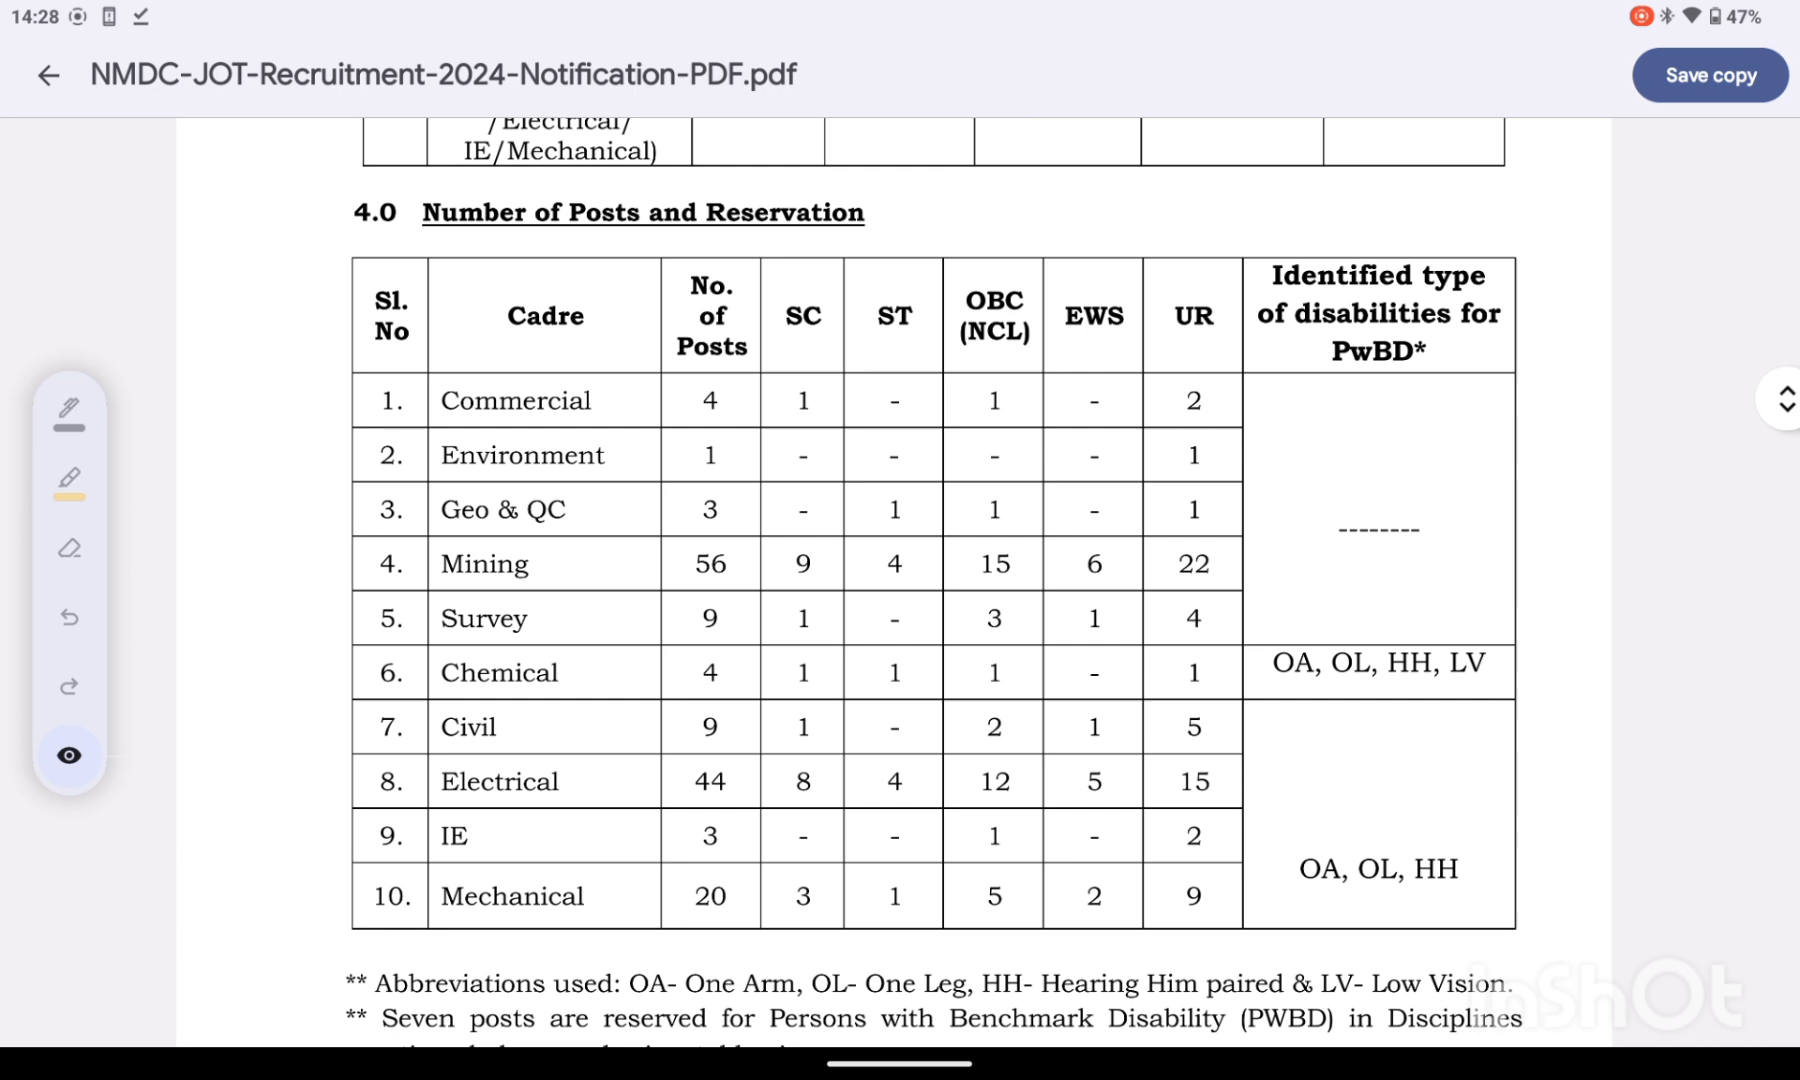 14:28
47%
NMDC-JOT-Recruitment-2024-Notification-PDF.pdf
Save copy
/Electrical/
IE/Mechanical)
4.0 Number of Posts and Reservation
Sl. No Cadre No. of Posts SC ST OBC (NCL) EWS UR Identified type of disabilities for PwBD*
1. Commercial 4 1 - 1 - 2
2. Environment 1 - - - - 1
3. Geo & QC 3 - 1 1 - 1 --------
4. Mining 56 9 4 15 6 22
5. Survey 9 1 - 3 1 4
6. Chemical 4 1 1 1 - 1 OA, OL, HH, LV
7. Civil 9 1 - 2 1 5
8. Electrical 44 8 4 12 5 15
9. IE 3 - - 1 - 2
OA, OL, HH
10. Mechanical 20 3 1 5 2 9
** Abbreviations used: OA- One Arm, OL- One Leg, HH- Hearing Him paired & LV- Low Vision.
** Seven posts are reserved for Persons with Benchmark Disability (PWBD) in Disciplines
InShOt